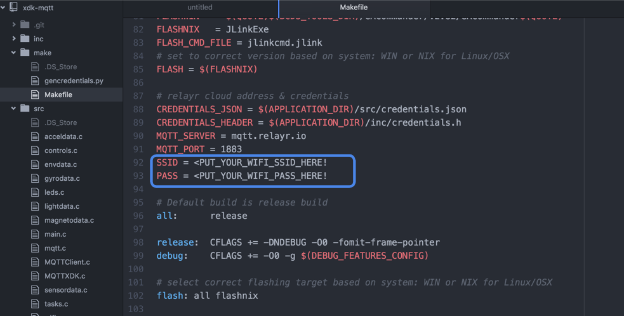 xdk-mqtt
untitled
Makefile
.git
inc
make
.DS_Store
gencredentials.py
Makefile
src
.DS_Store
acceldata.c
controls.c
envdata.c
gyrodata.c
leds.c
lightdata.c
magnetodata.c
main.c
mqtt.c
MQTTClient.c
MQTTXDK.c
sensordata.c
tasks.c
82 FLASHNIX = JLinkExe
83 FLASH_CMD_FILE = jlinkcmd.jlink
84 # set to correct version based on system: WIN or NIX for Linux/OSX
85 FLASH = $(FLASHNIX)
86
87 # relayr cloud address & credentials
88 CREDENTIALS_JSON = $(APPLICATION_DIR)/src/credentials.json
89 CREDENTIALS_HEADER = $(APPLICATION_DIR)/inc/credentials.h
90 MQTT_SERVER = mqtt.relayr.io
91 MQTT_PORT = 1883
92 SSID = <PUT_YOUR_WIFI_SSID_HERE!
93 PASS = <PUT_YOUR_WIFI_PASS_HERE!
94
95 # Default build is release build
96 all: release
97
98 release: CFLAGS += -DNDEBUG -O0 -fomit-frame-pointer
99 debug: CFLAGS += -O0 -g $(DEBUG_FEATURES_CONFIG)
100
101 # select correct flashing target based on system: WIN or NIX for Linux/OSX
102 flash: all flashnix
103